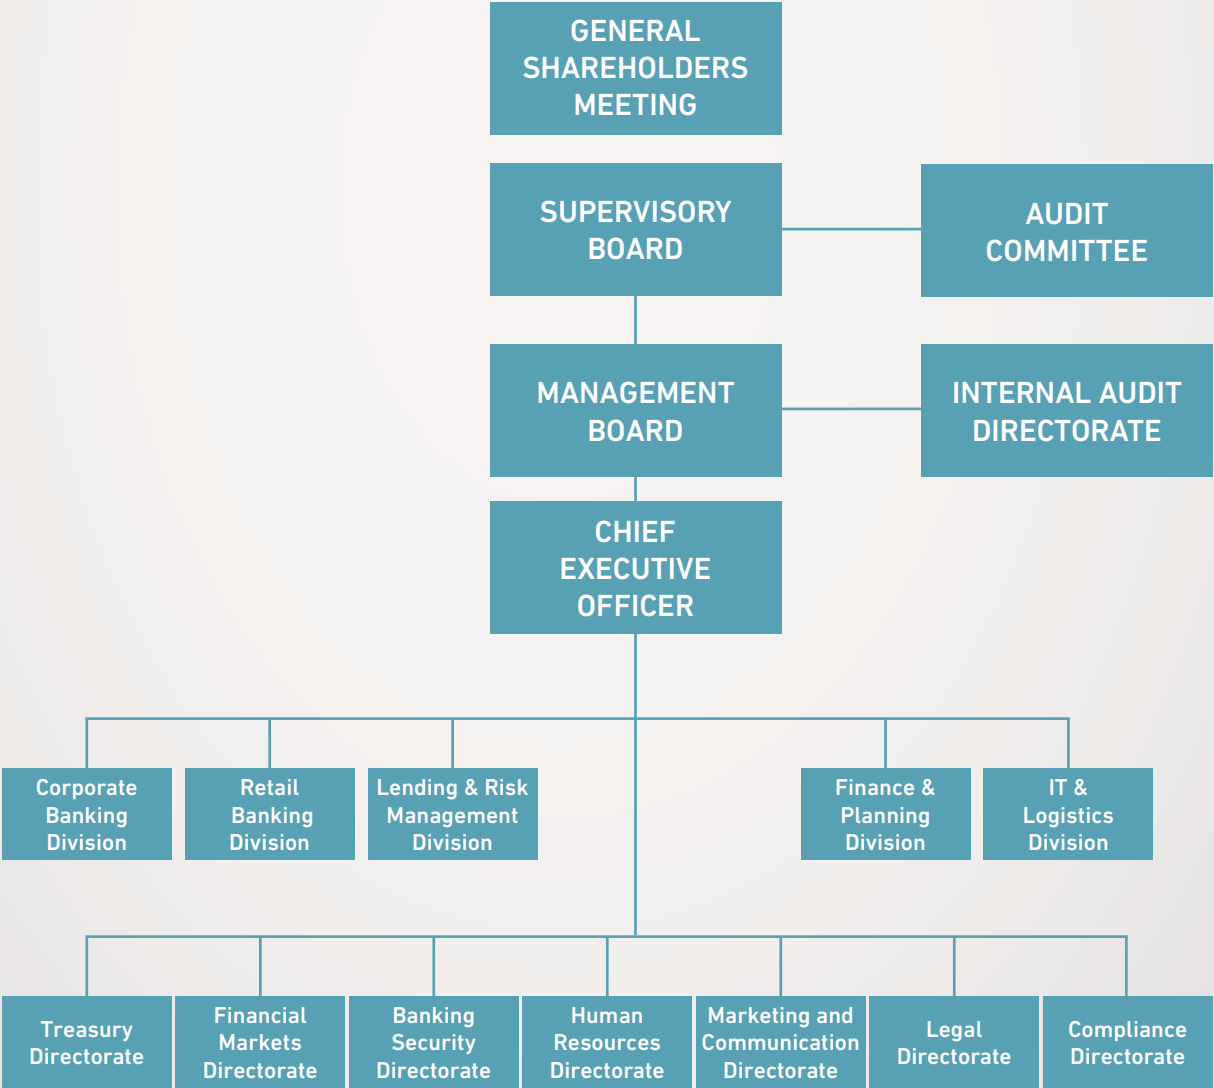 GENERAL
SHAREHOLDERS
MEETING
SUPERVISORY
BOARD
AUDIT
COMMITTEE
MANAGEMENT
BOARD
INTERNAL AUDIT
DIRECTORATE
CHIEF
EXECUTIVE
OFFICER
Corporate
Banking
Division
Retail
Banking
Division
Lending & Risk
Management
Division
Finance &
Planning
Division
IT &
Logistics
Division
Treasury
Directorate
Financial
Markets
Directorate
Banking
Security
Directorate
Human
Resources
Directorate
Marketing and
Communication
Directorate
Legal
Directorate
Compliance
Directorate